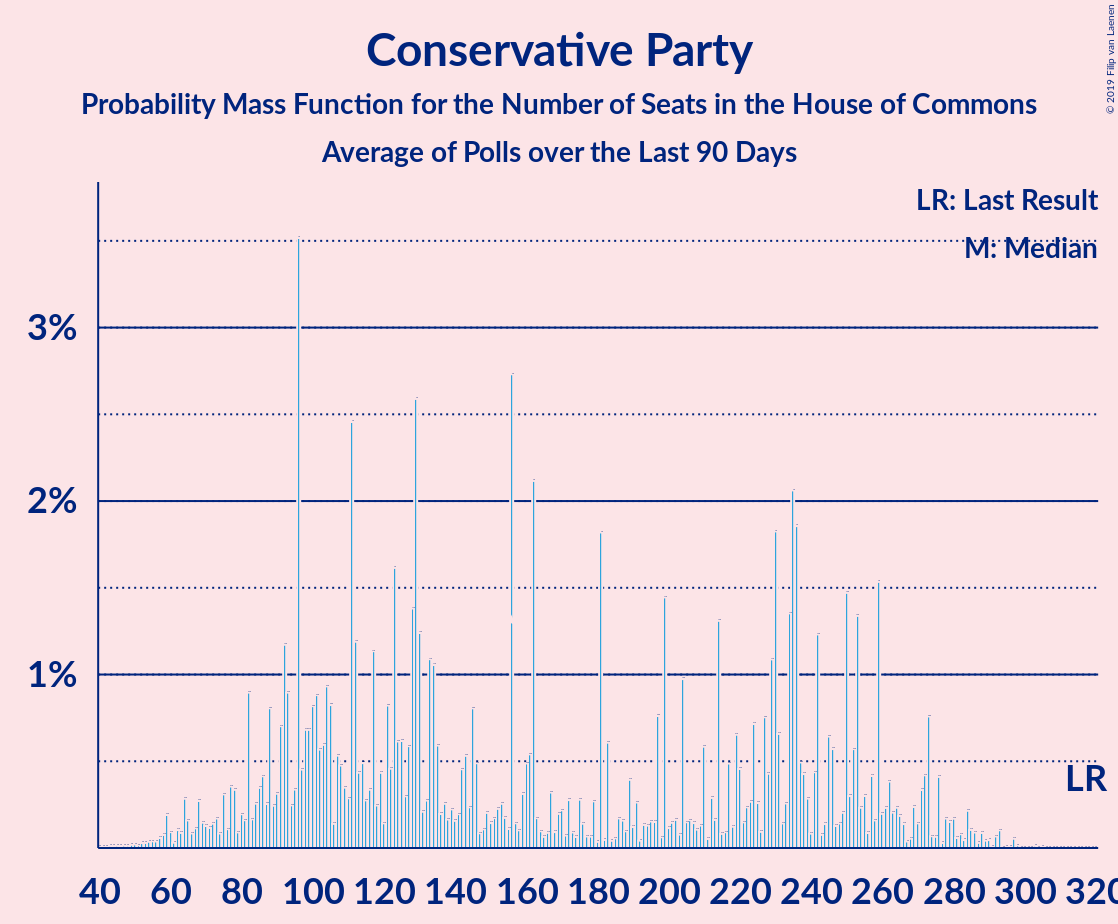 Conservative Party
Probability Mass Function for the Number of Seats in the House of Commons
Average of Polls over the Last 90 Days
© 2019 Filip van Laenen
LR: Last Result
M: Median
3%
2%
1%
LR
40 60 80 100 120 140 160 180 200 220 240 260 280 300 320